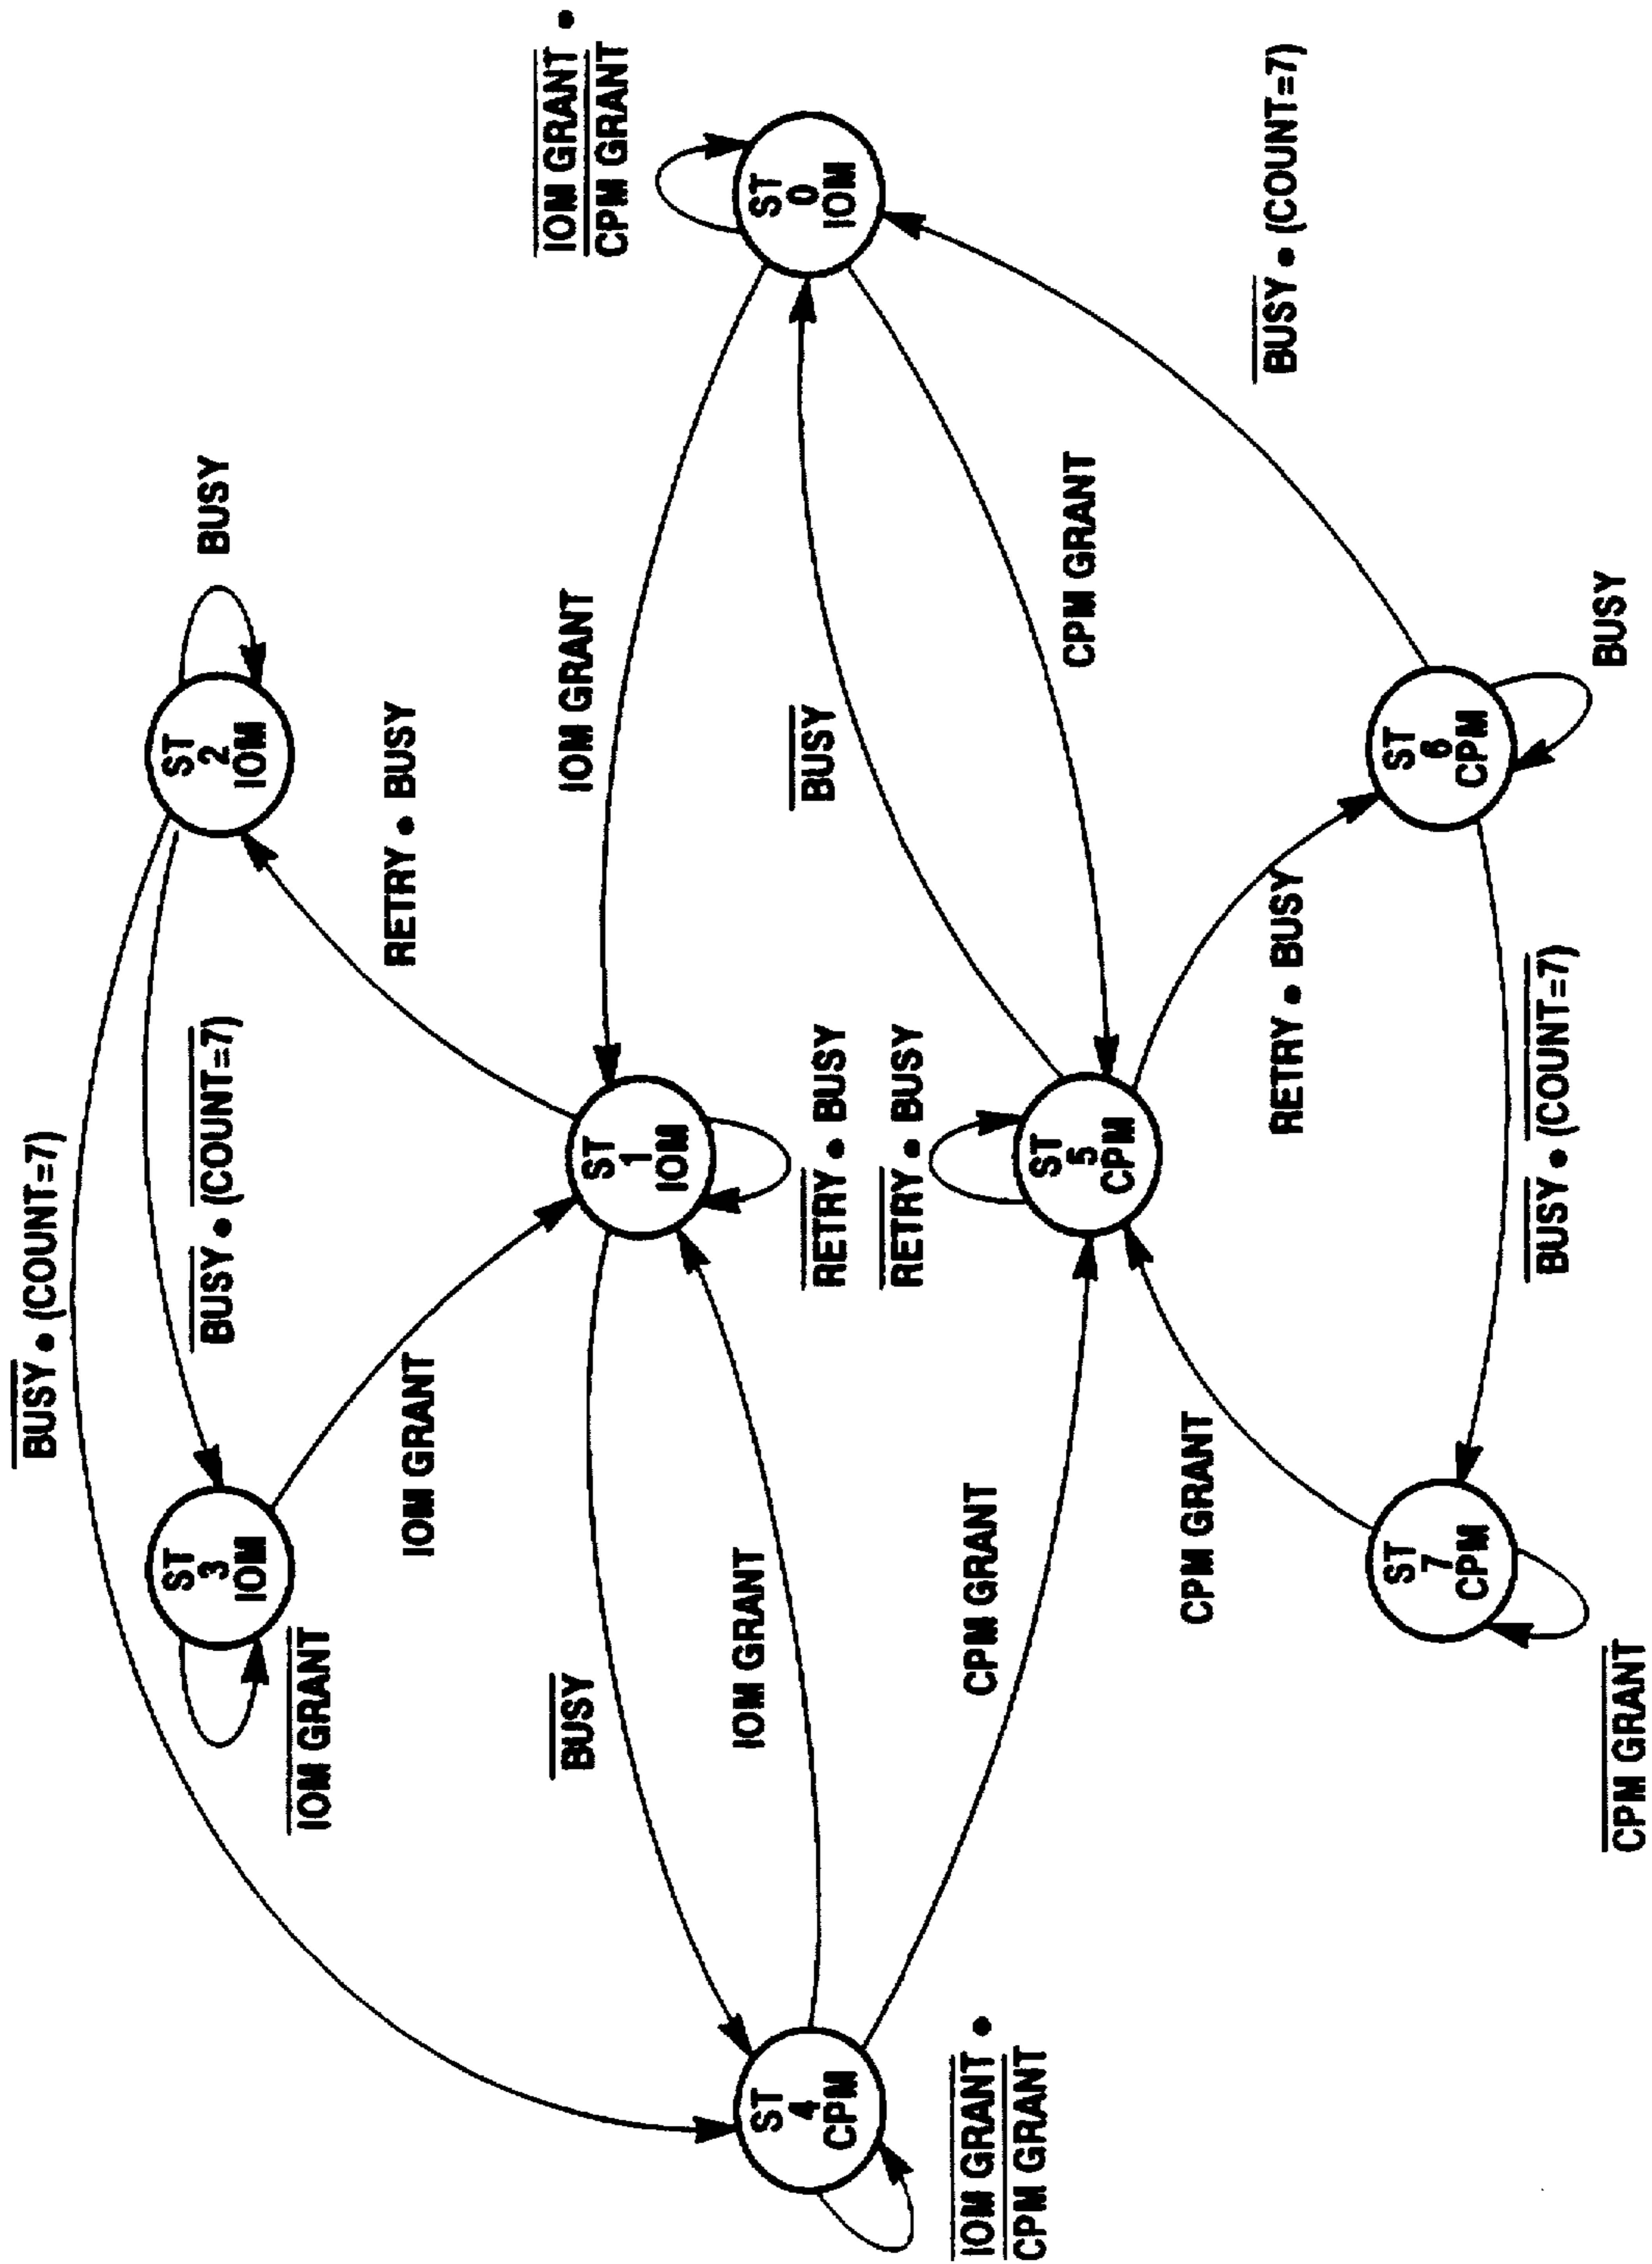 BUSY • (COUNT=7)
ST
3
IOM
BUSY • (COUNT=7)
ST
2
IOM
BUSY
IOM GRANT
IOM GRANT
RETRY • BUSY
BUSY
IOM GRANT
IOM GRANT •
CPM GRANT
ST
1
IOM
IOM GRANT
ST
4
CPM
BUSY
ST
0
IOM
RETRY • BUSY
RETRY • BUSY
IOM GRANT •
CPM GRANT
CPM GRANT
ST
5
CPM
CPM GRANT
CPM GRANT
RETRY • BUSY
BUSY • (COUNT=7)
ST
7
CPM
ST
6
CPM
BUSY • (COUNT=7)
CPM GRANT
BUSY